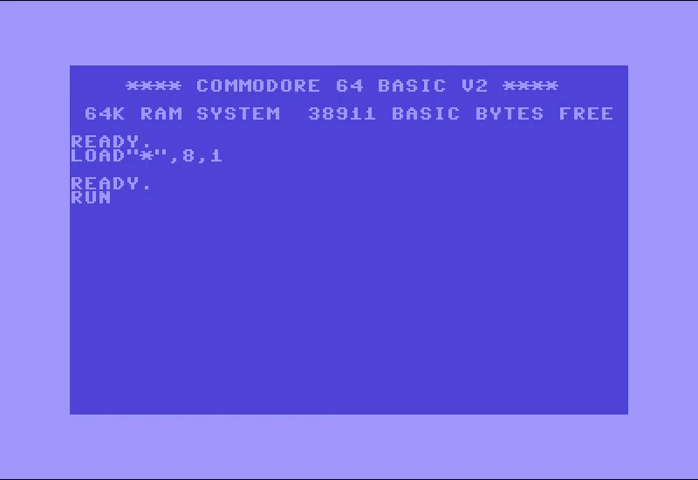 **** COMMODORE 64 BASIC V2 ****
64K RAM SYSTEM  38911 BASIC BYTES FREE
READY.
LOAD"*",8,1
READY.
RUN